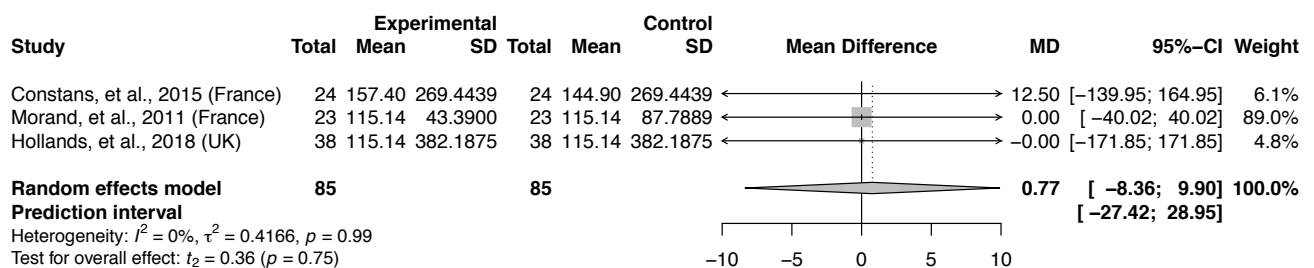 Experimental Control
Study Total Mean SD Total Mean SD Mean Difference MD 95%−CI Weight
Constans, et al., 2015 (France) 24 157.40 269.4439 24 144.90 269.4439 12.50 [−139.95; 164.95] 6.1%
Morand, et al., 2011 (France) 23 115.14 43.3900 23 115.14 87.7889 0.00 [ −40.02; 40.02] 89.0%
Hollands, et al., 2018 (UK) 38 115.14 382.1875 38 115.14 382.1875 −0.00 [−171.85; 171.85] 4.8%
Random effects model 85 85 0.77 [ −8.36; 9.90] 100.0%
Prediction interval [ −27.42; 28.95]
Heterogeneity: I² = 0%, τ² = 0.4166, p = 0.99
Test for overall effect: t₂ = 0.36 (p = 0.75)
−10 −5 0 5 10